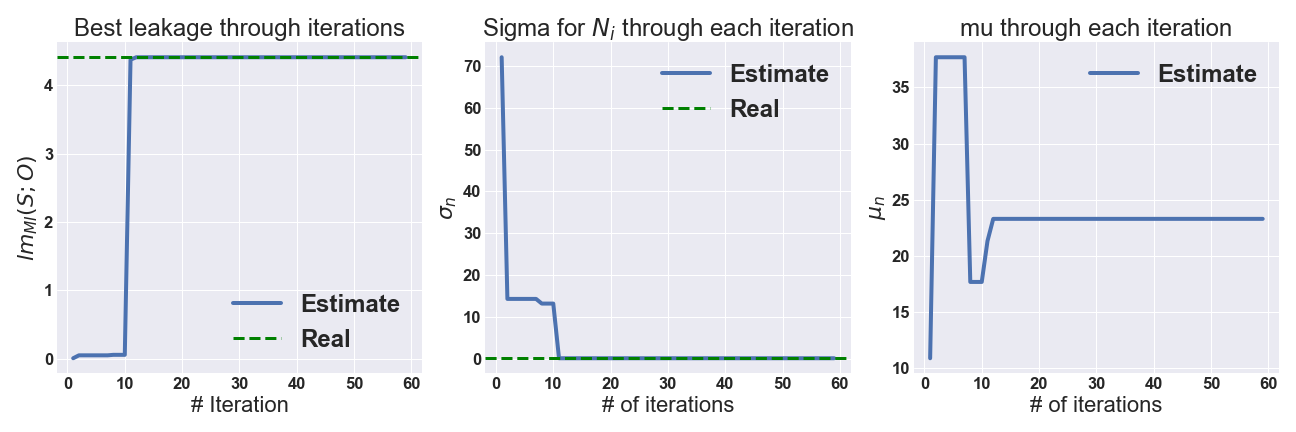 Best leakage through iterations
4
3
2
1
0
0 10 20 30 40 50 60
Im_{MI}(S; O)
# Iteration
Estimate
Real
Sigma for N_i through each iteration
70
60
50
40
30
20
10
0
0 10 20 30 40 50 60
σ_n
# of iterations
Estimate
Real
mu through each iteration
35
30
25
20
15
10
0 10 20 30 40 50 60
μ_n
# of iterations
Estimate